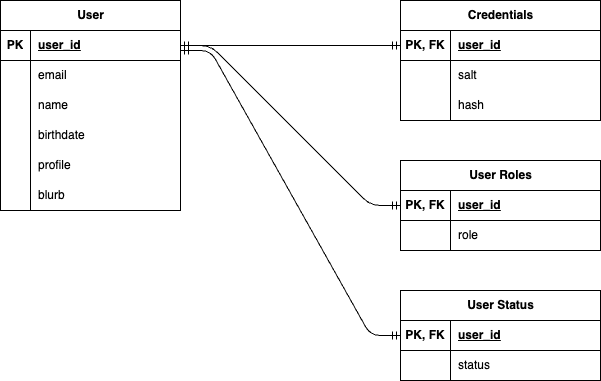 User
PK user_id
email
name
birthdate
profile
blurb
Credentials
PK, FK user_id
salt
hash
User Roles
PK, FK user_id
role
User Status
PK, FK user_id
status